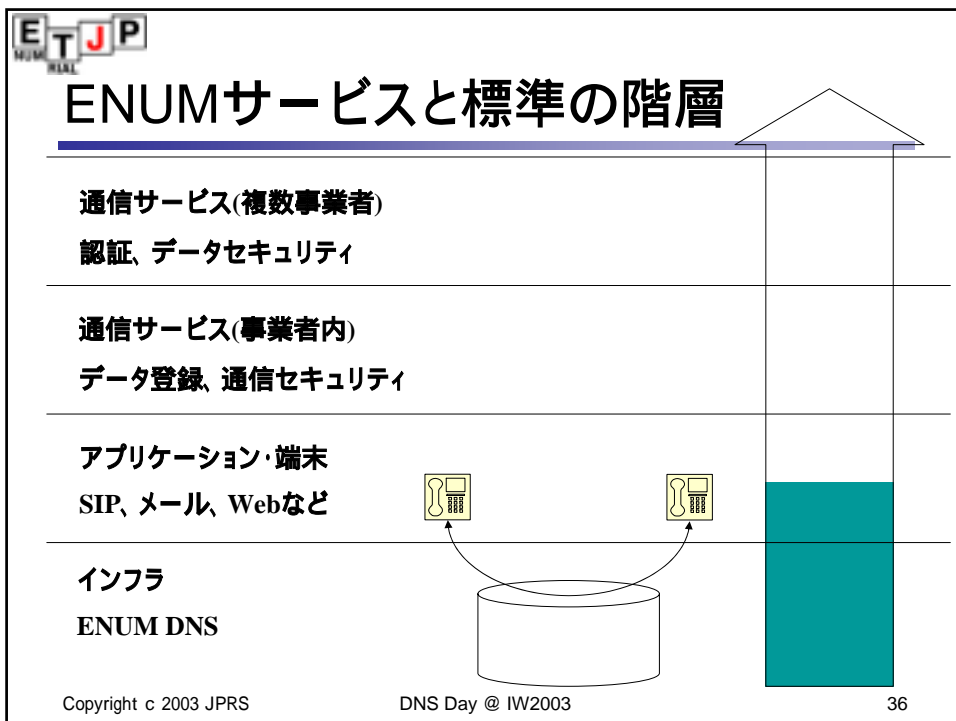 ETJP
NUM
RIAL
ENUMサービスと標準の階層
通信サービス(複数事業者)
認証、データセキュリティ
通信サービス(事業者内)
データ登録、通信セキュリティ
アプリケーション・端末
SIP、メール、Webなど
インフラ
ENUM DNS
Copyright c 2003 JPRS
DNS Day @ IW2003
36